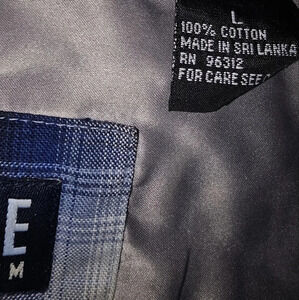 L
100% COTTON
MADE IN SRI LANKA
RN 96312
FOR CARE SEE
E
M